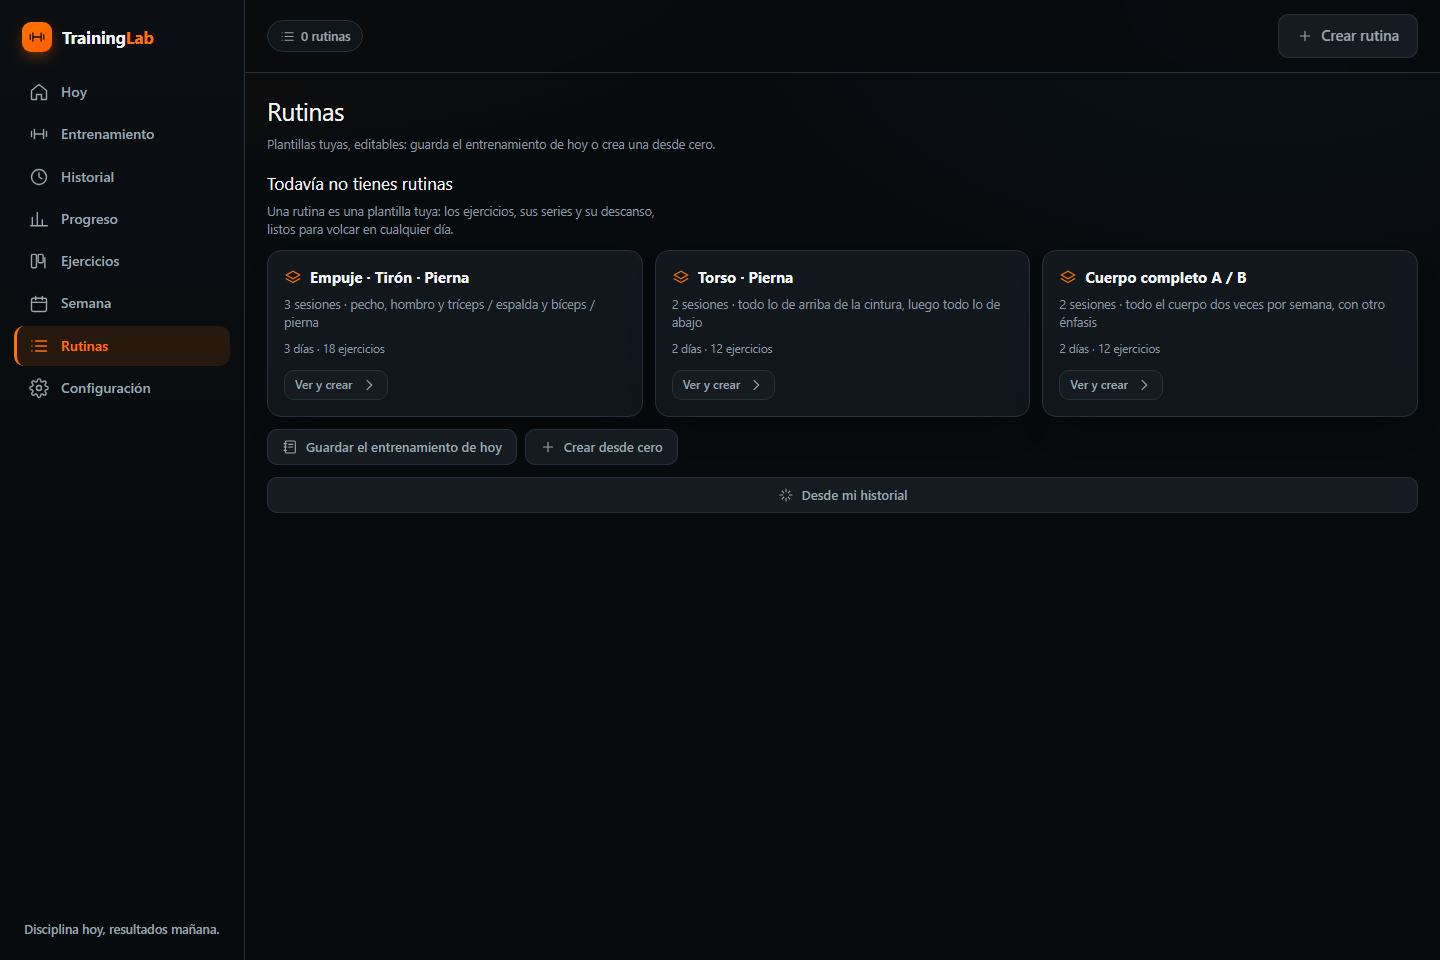 TrainingLab
Hoy
Entrenamiento
Historial
Progreso
Ejercicios
Semana
Rutinas
Configuración
Disciplina hoy, resultados mañana.
0 rutinas
Crear rutina
Rutinas
Plantillas tuyas, editables: guarda el entrenamiento de hoy o crea una desde cero.
Todavía no tienes rutinas
Una rutina es una plantilla tuya: los ejercicios, sus series y su descanso,
listos para volcar en cualquier día.
Empuje · Tirón · Pierna
3 sesiones · pecho, hombro y tríceps / espalda y bíceps /
pierna
3 días · 18 ejercicios
Ver y crear
Torso · Pierna
2 sesiones · todo lo de arriba de la cintura, luego todo lo de
abajo
2 días · 12 ejercicios
Ver y crear
Cuerpo completo A / B
2 sesiones · todo el cuerpo dos veces por semana, con otro
énfasis
2 días · 12 ejercicios
Ver y crear
Guardar el entrenamiento de hoy
Crear desde cero
Desde mi historial